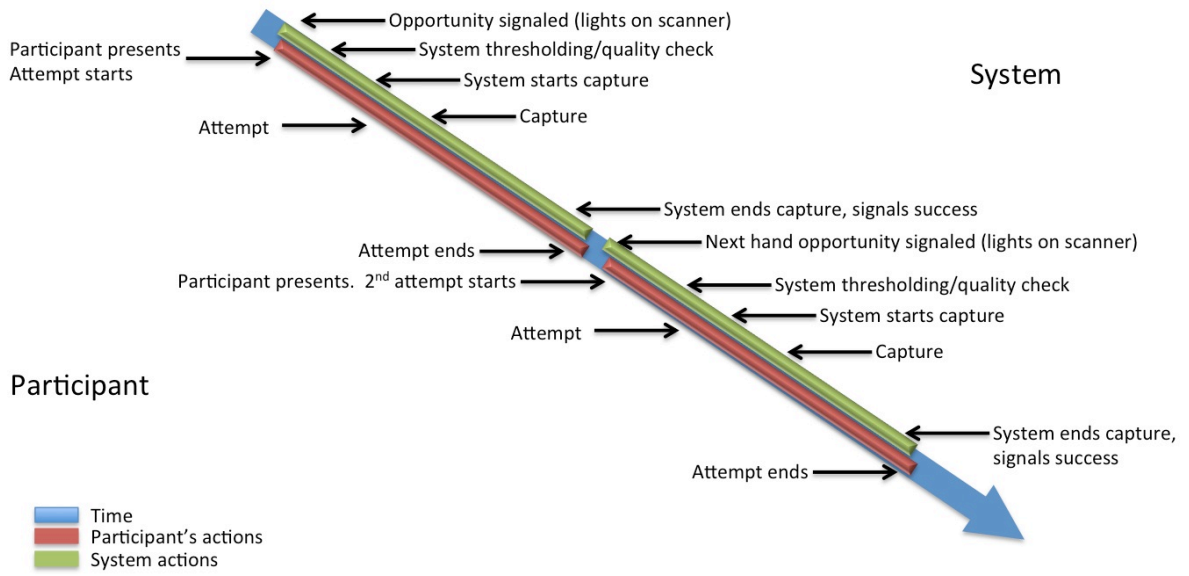 Opportunity signaled (lights on scanner)
Participant presents
Attempt starts
System thresholding/quality check
System
System starts capture
Capture
Attempt
System ends capture, signals success
Next hand opportunity signaled (lights on scanner)
Attempt ends
Participant presents.  2nd attempt starts
System thresholding/quality check
System starts capture
Attempt
Capture
Participant
System ends capture,
signals success
Attempt ends
Time
Participant’s actions
System actions